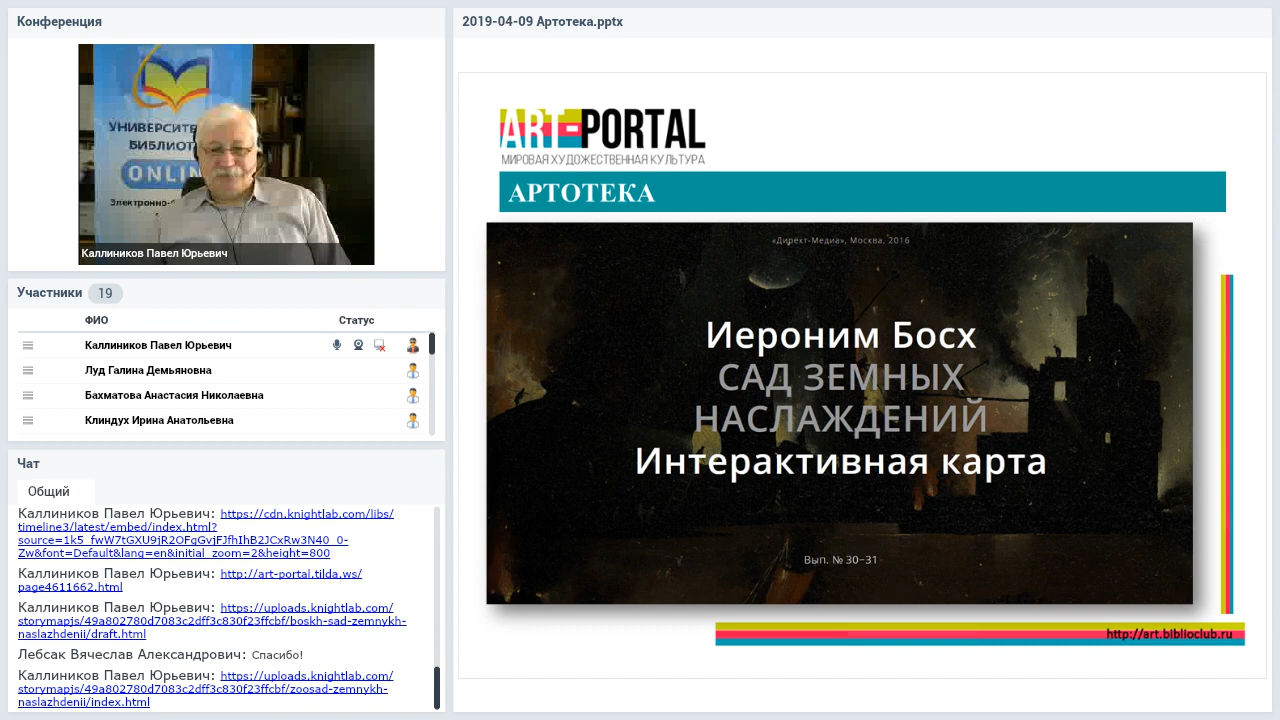 Конференция
УНИВЕРСИТЕ
БИБЛИОТ
ONLIN
Электронно-б
Каллиников Павел Юрьевич
Участники 19
ФИО Статус
Каллиников Павел Юрьевич
Луд Галина Демьяновна
Бахматова Анастасия Николаевна
Клиндух Ирина Анатольевна
Чат
Общий
Каллиников Павел Юрьевич: https://cdn.knightlab.com/libs/
timeline3/latest/embed/index.html?
source=1k5_fwW7tGXU9jR2OFqGvjFJfhIhB2JCxRw3N40_0-
Zw&font=Default&lang=en&initial_zoom=2&height=800
Каллиников Павел Юрьевич: http://art-portal.tilda.ws/
page4611662.html
Каллиников Павел Юрьевич: https://uploads.knightlab.com/
storymapjs/49a802780d7083c2dff3c830f23ffcbf/boskh-sad-zemnykh-
naslazhdenii/draft.html
Лебсак Вячеслав Александрович: Спасибо!
Каллиников Павел Юрьевич: https://uploads.knightlab.com/
storymapjs/49a802780d7083c2dff3c830f23ffcbf/zoosad-zemnykh-
naslazhdenii/index.html
2019-04-09 Артотека.pptx
ART-PORTAL
МИРОВАЯ ХУДОЖЕСТВЕННАЯ КУЛЬТУРА
АРТОТЕКА
«Директ-Медиа», Москва, 2016
Иероним Босх
САД ЗЕМНЫХ
НАСЛАЖДЕНИЙ
Интерактивная карта
Вып. № 30–31
http://art.biblioclub.ru